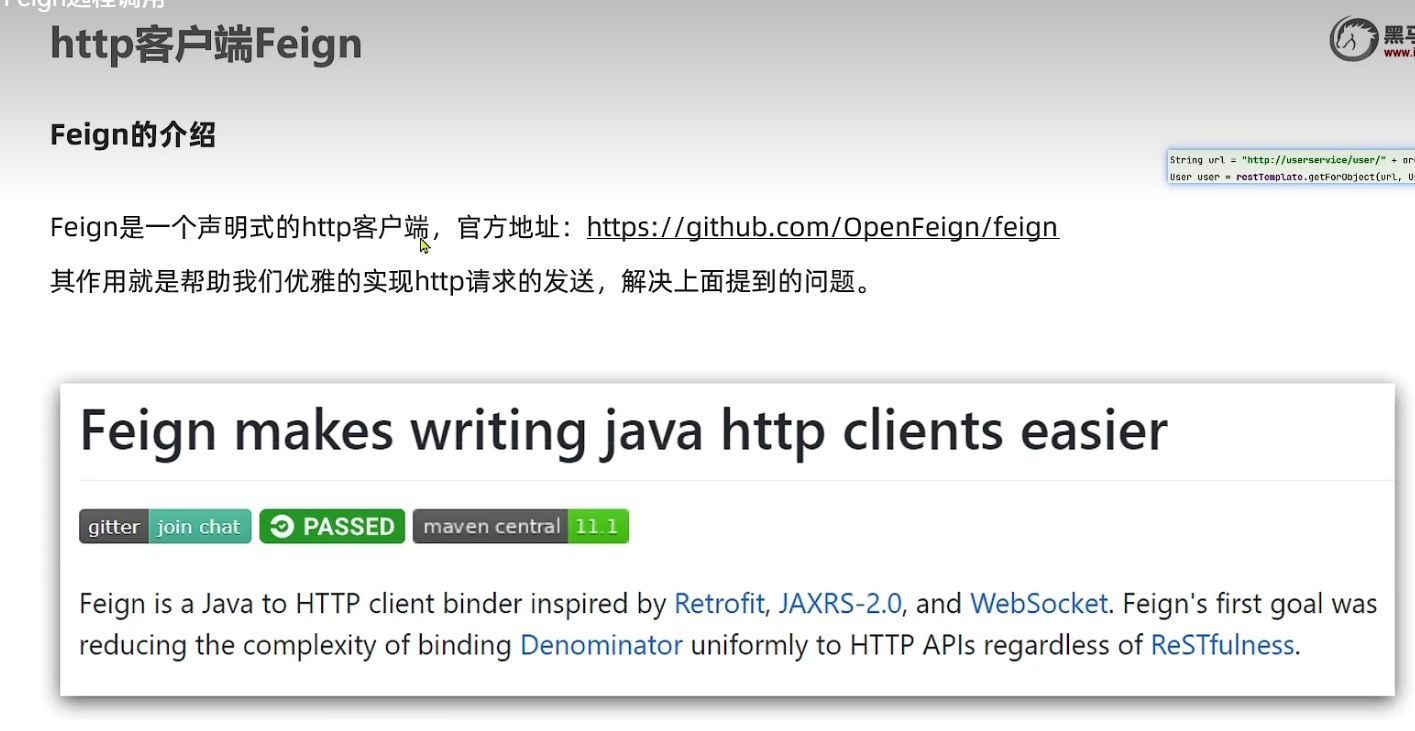 Feign远程调用
http客户端Feign
Feign的介绍
String url = "http://userservice/user/" +
User user = restTemplate.getForObject(url,
Feign是一个声明式的http客户端，官方地址：https://github.com/OpenFeign/feign
其作用就是帮助我们优雅的实现http请求的发送，解决上面提到的问题。
Feign makes writing java http clients easier
gitter join chat PASSED maven central 11.1
Feign is a Java to HTTP client binder inspired by Retrofit, JAXRS-2.0, and WebSocket. Feign's first goal was
reducing the complexity of binding Denominator uniformly to HTTP APIs regardless of ReSTfulness.